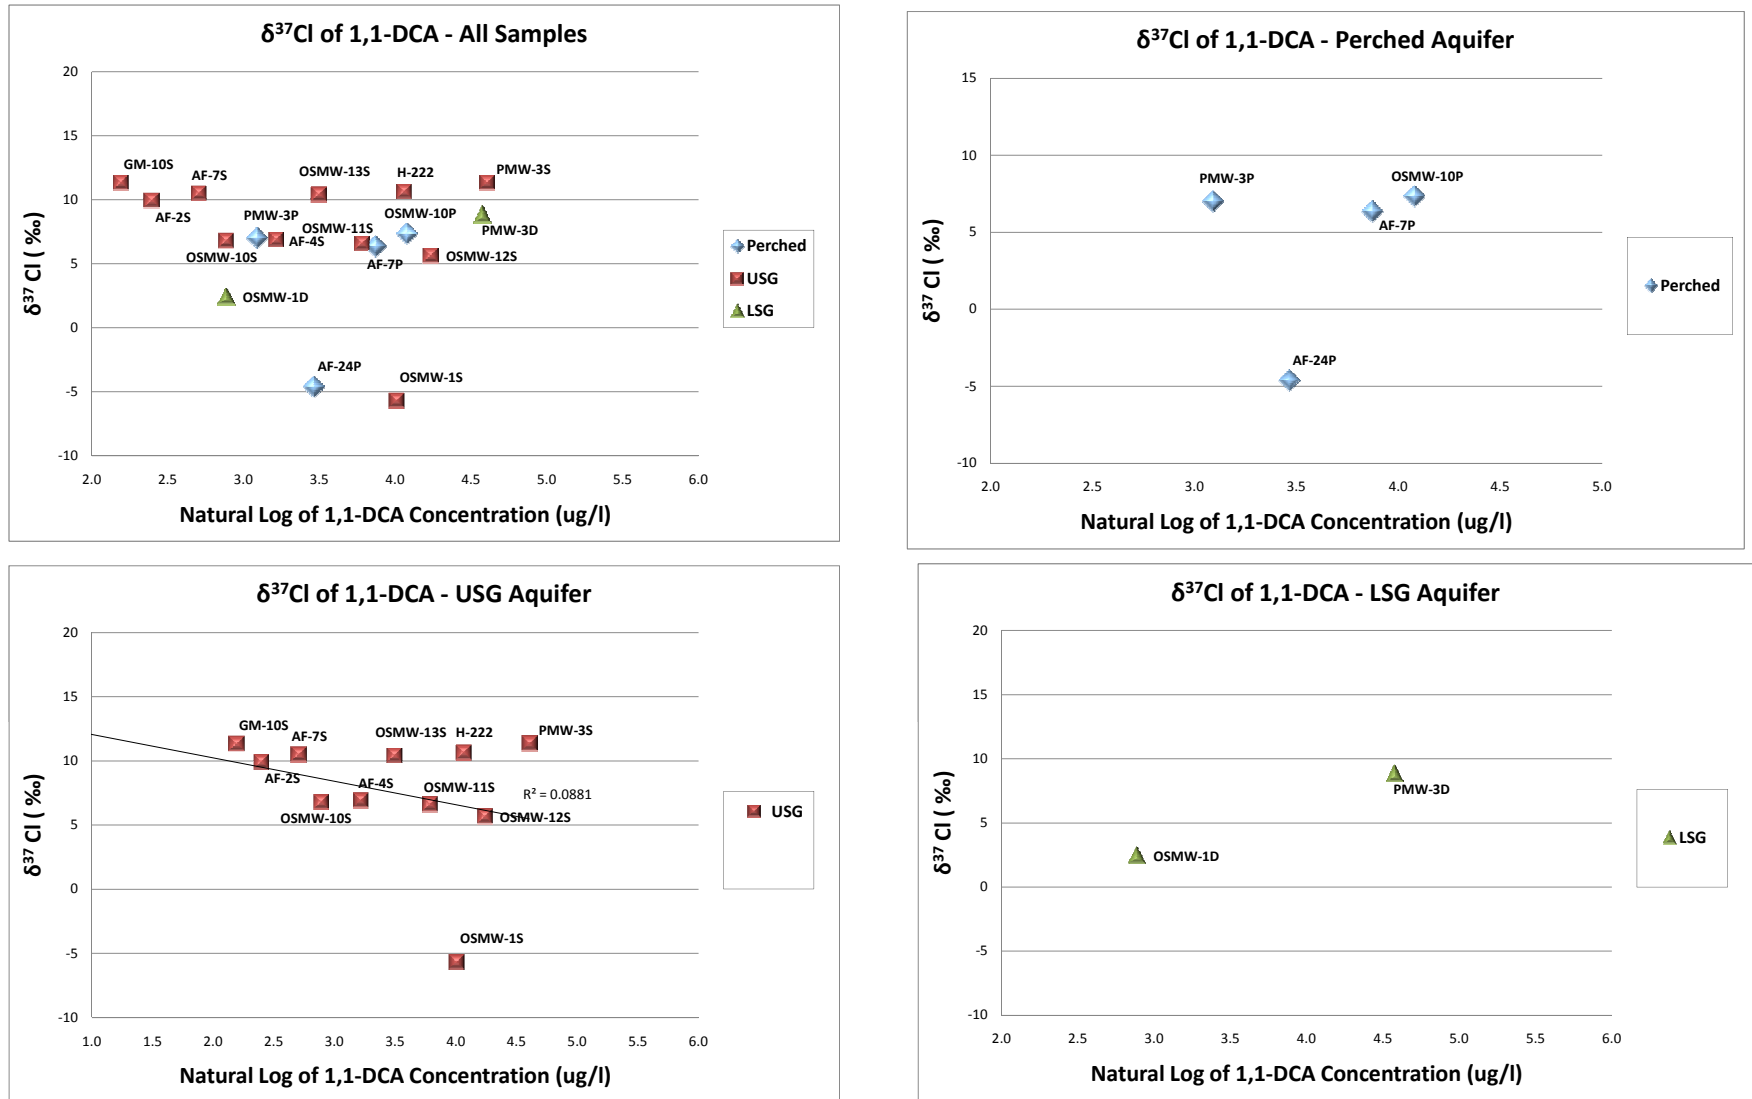 δ³⁷Cl of 1,1-DCA - All Samples
20
15
10
5
0
-5
-10
δ³⁷ Cl ( ‰)
GM-10S
AF-2S
AF-7S
OSMW-13S
H-222
PMW-3S
PMW-3P
OSMW-10S
AF-4S
OSMW-11S
AF-7P
OSMW-10P
PMW-3D
OSMW-12S
OSMW-1D
AF-24P
OSMW-1S
2.0 2.5 3.0 3.5 4.0 4.5 5.0 5.5 6.0
Natural Log of 1,1-DCA Concentration (ug/l)
Perched
USG
LSG
δ³⁷Cl of 1,1-DCA - Perched Aquifer
15
10
5
0
-5
-10
δ³⁷ Cl ( ‰)
PMW-3P
OSMW-10P
AF-7P
AF-24P
2.0 2.5 3.0 3.5 4.0 4.5 5.0
Natural Log of 1,1-DCA Concentration (ug/l)
Perched
δ³⁷Cl of 1,1-DCA - USG Aquifer
20
15
10
5
0
-5
-10
δ³⁷ Cl ( ‰)
GM-10S
AF-7S
OSMW-13S
H-222
PMW-3S
AF-2S
AF-4S
OSMW-11S
R² = 0.0881
OSMW-10S
OSMW-12S
OSMW-1S
1.0 1.5 2.0 2.5 3.0 3.5 4.0 4.5 5.0 5.5 6.0
Natural Log of 1,1-DCA Concentration (ug/l)
USG
δ³⁷Cl of 1,1-DCA - LSG Aquifer
20
15
10
5
0
-5
-10
δ³⁷ Cl ( ‰)
PMW-3D
OSMW-1D
2.0 2.5 3.0 3.5 4.0 4.5 5.0 5.5 6.0
Natural Log of 1,1-DCA Concentration (ug/l)
LSG